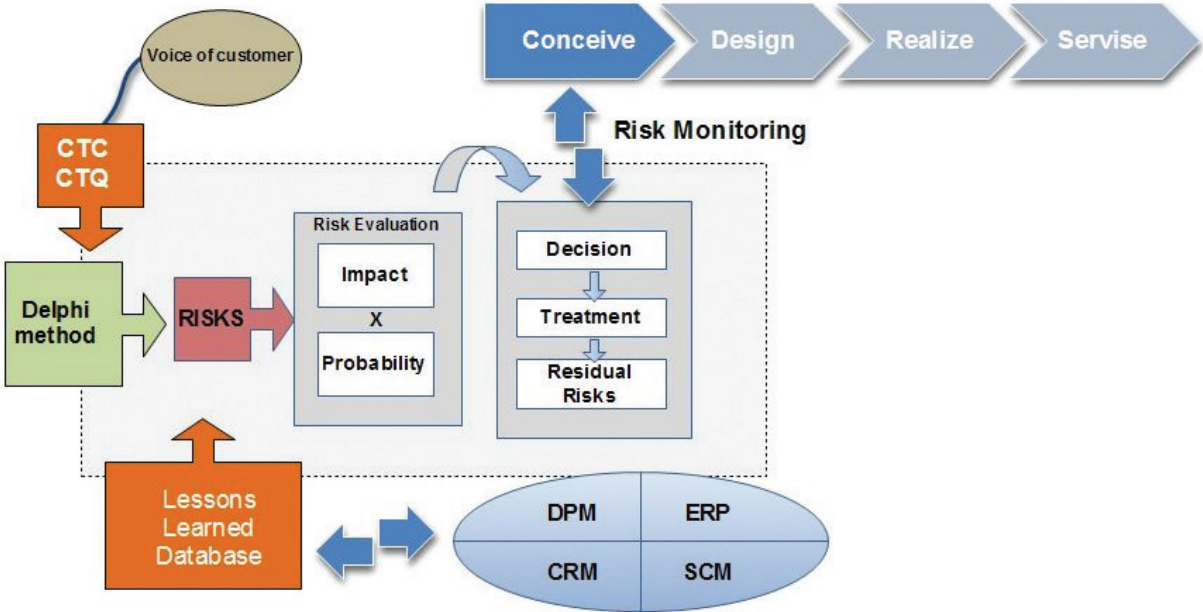 Voice of customer
Conceive
Design
Realize
Servise
CTC
CTQ
Risk Monitoring
Delphi
method
RISKS
Risk Evaluation
Impact
X
Probability
Decision
Treatment
Residual
Risks
Lessons
Learned
Database
DPM
ERP
CRM
SCM